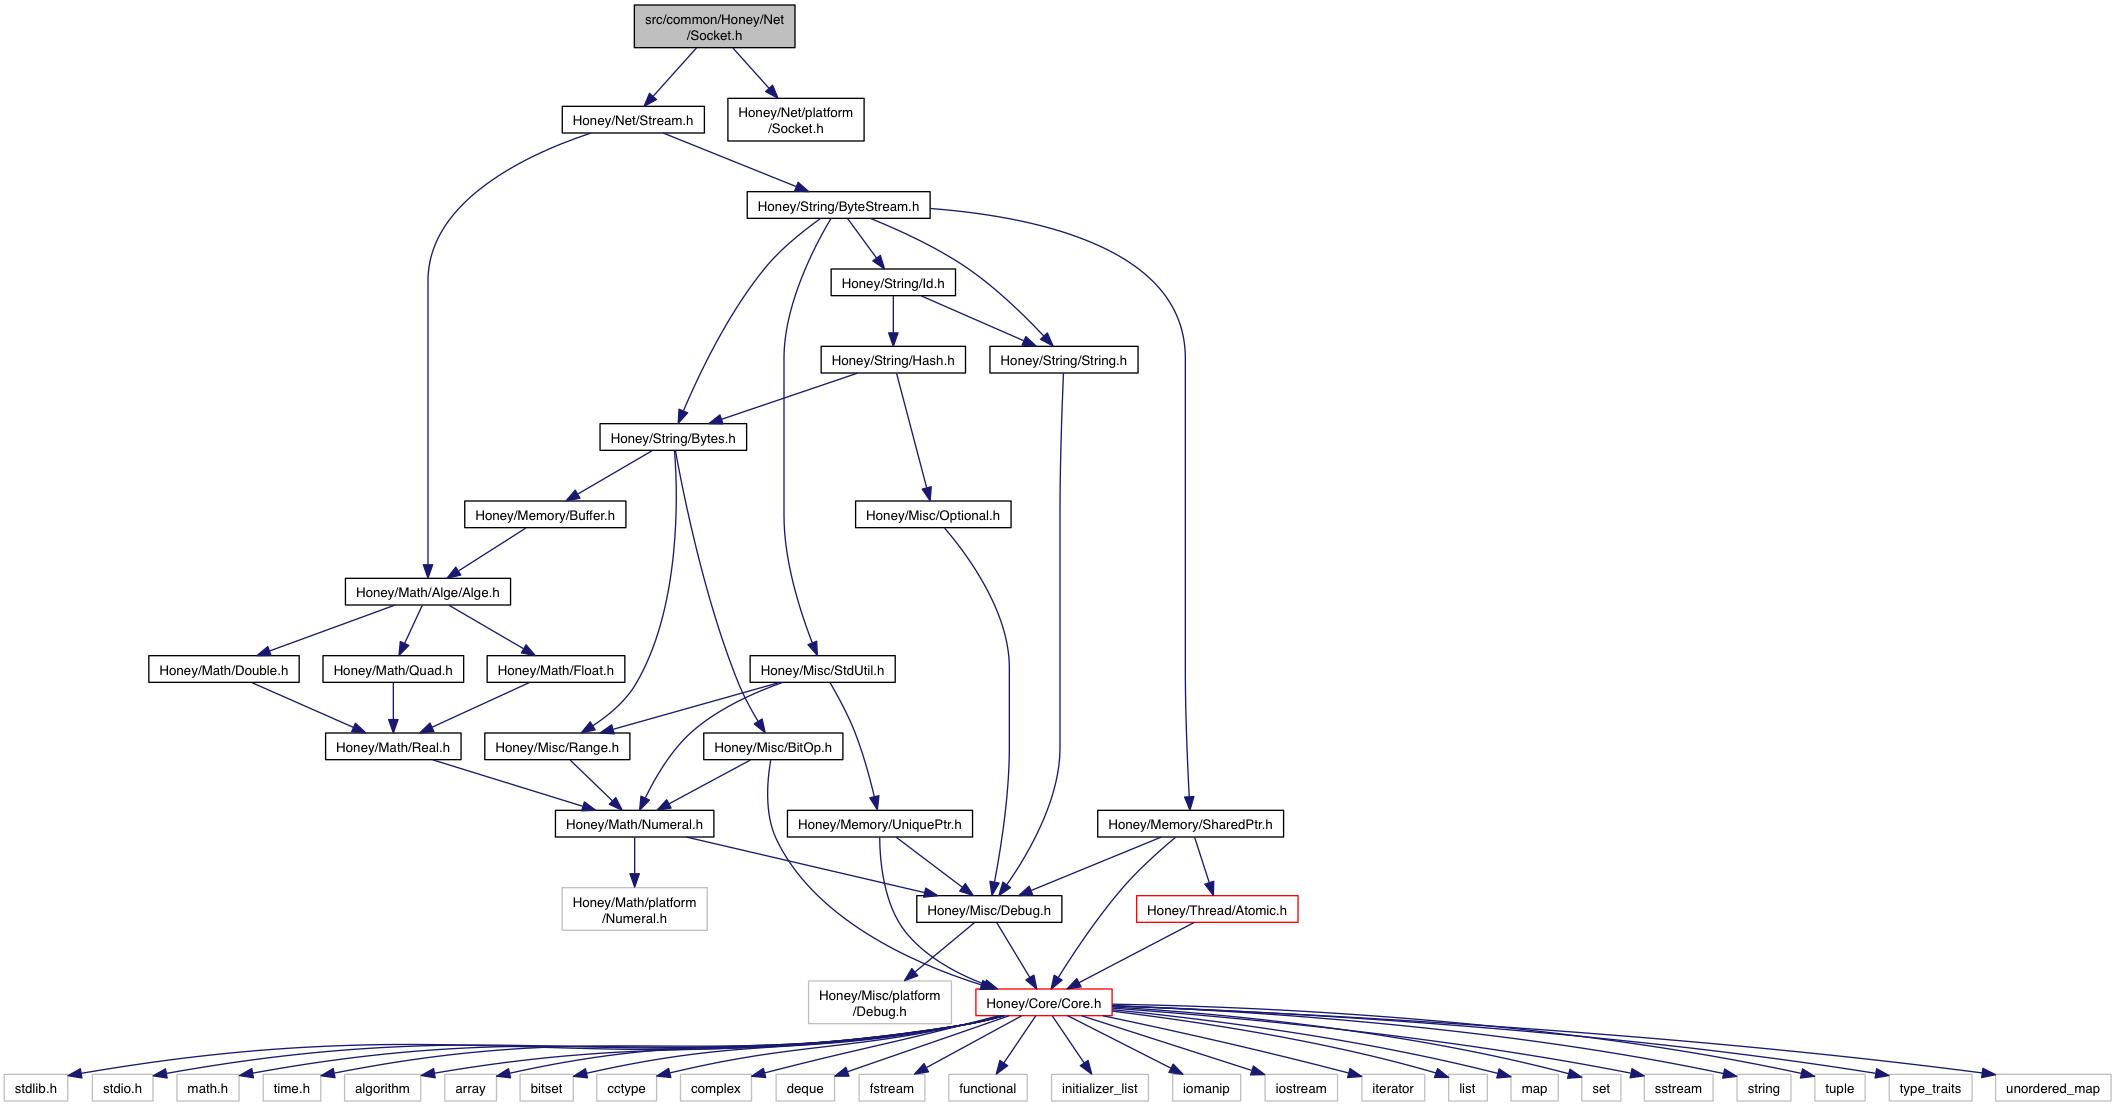 src/common/Honey/Net
/Socket.h
Honey/Net/Stream.h
Honey/Net/platform
/Socket.h
Honey/String/ByteStream.h
Honey/String/Id.h
Honey/String/Hash.h
Honey/String/String.h
Honey/String/Bytes.h
Honey/Memory/Buffer.h
Honey/Misc/Optional.h
Honey/Math/Alge/Alge.h
Honey/Math/Double.h
Honey/Math/Quad.h
Honey/Math/Float.h
Honey/Misc/StdUtil.h
Honey/Math/Real.h
Honey/Misc/Range.h
Honey/Misc/BitOp.h
Honey/Math/Numeral.h
Honey/Memory/UniquePtr.h
Honey/Memory/SharedPtr.h
Honey/Math/platform
/Numeral.h
Honey/Misc/Debug.h
Honey/Thread/Atomic.h
Honey/Misc/platform
/Debug.h
Honey/Core/Core.h
stdlib.h
stdio.h
math.h
time.h
algorithm
array
bitset
cctype
complex
deque
fstream
functional
initializer_list
iomanip
iostream
iterator
list
map
set
sstream
string
tuple
type_traits
unordered_map